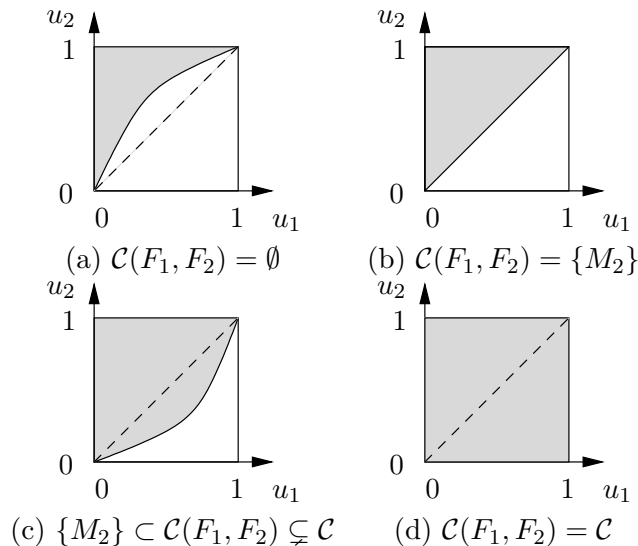 u₂
u₂
1
1
0
0
0
1
u₁
0
1
u₁
(a) 𝒞(F₁, F₂) = ∅
(b) 𝒞(F₁, F₂) = {M₂}
u₂
u₂
1
1
0
0
0
1
u₁
0
1
u₁
(c) {M₂} ⊂ 𝒞(F₁, F₂) ⊊ 𝒞
(d) 𝒞(F₁, F₂) = 𝒞